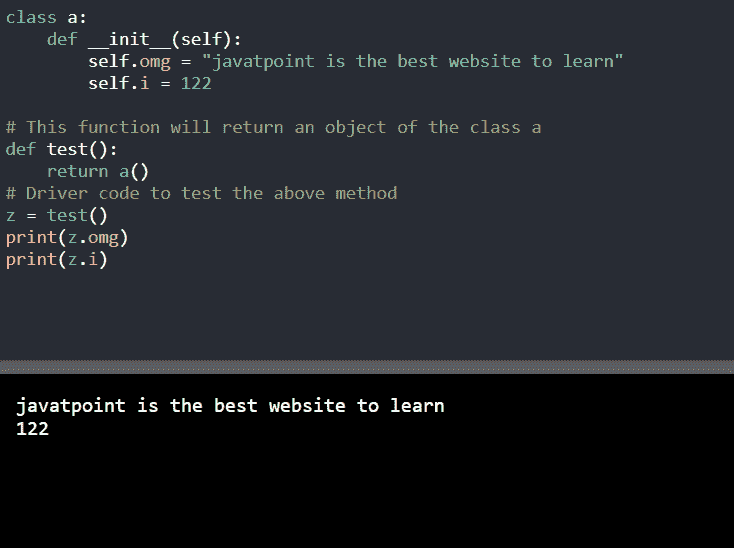 class a:
    def __init__(self):
        self.omg = "javatpoint is the best website to learn"
        self.i = 122

# This function will return an object of the class a
def test():
    return a()
# Driver code to test the above method
z = test()
print(z.omg)
print(z.i)
javatpoint is the best website to learn
122